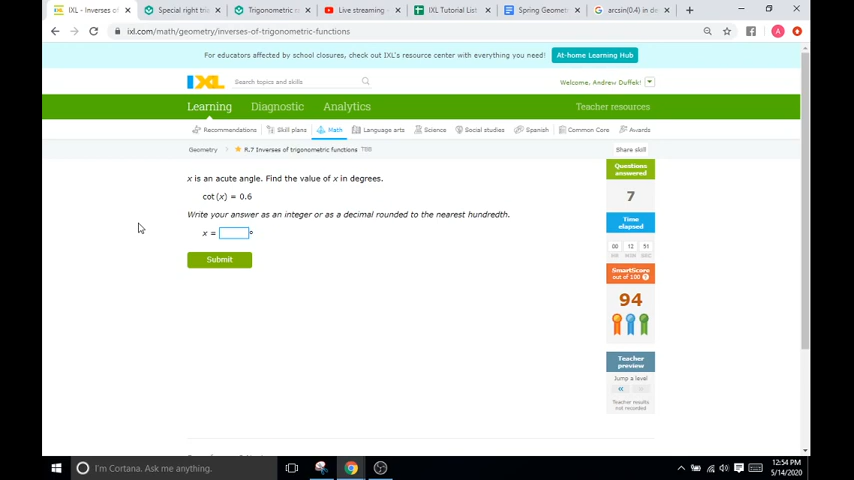 IXL - Inverses of
Special right tri
Trigonometric r
Live streaming -
IXL Tutorial List
Spring Geomet
arcsin(0.4) in de
ixl.com/math/geometry/inverses-of-trigonometric-functions
A
For educators affected by school closures, check out IXL's resource center with everything you need!
At-home Learning Hub
IXL
Search topics and skills
Welcome, Andrew Duffek!
Learning
Diagnostic
Analytics
Teacher resources
Recommendations
Skill plans
Math
Language arts
Science
Social studies
Spanish
Common Core
Awards
Geometry
R.7 Inverses of trigonometric functions
Share skill
x is an acute angle. Find the value of x in degrees.
cot (x) = 0.6
Write your answer as an integer or as a decimal rounded to the nearest hundredth.
x = °
Submit
Questions
answered
7
Time
elapsed
00 12 51
HR MIN SEC
SmartScore
out of 100 ?
94
Teacher
preview
Jump a level
Teacher results
not recorded
I'm Cortana. Ask me anything.
12:54 PM
5/14/2020